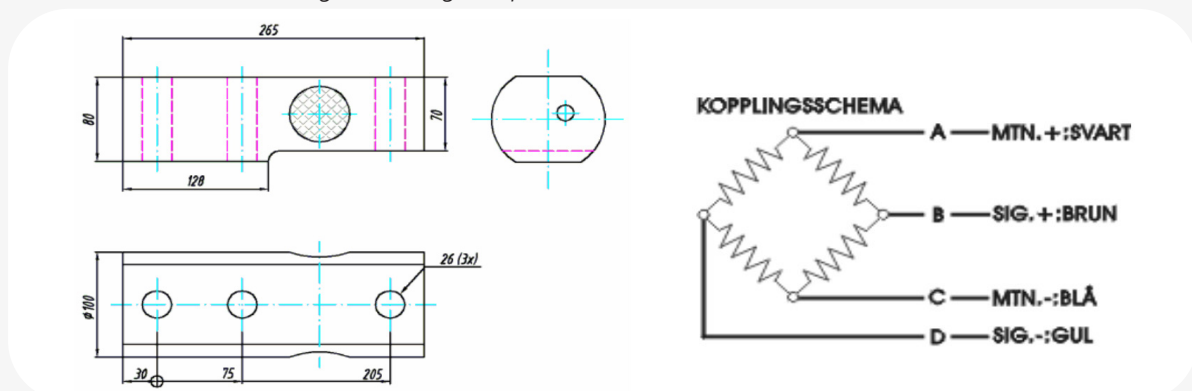 265
80
70
128
26 (3x)
ø100
30
75
205
KOPPLINGSSCHEMA
A MTN.+:SVART
B SIG.+:BRUN
C MTN.-:BLÅ
D SIG.-:GUL